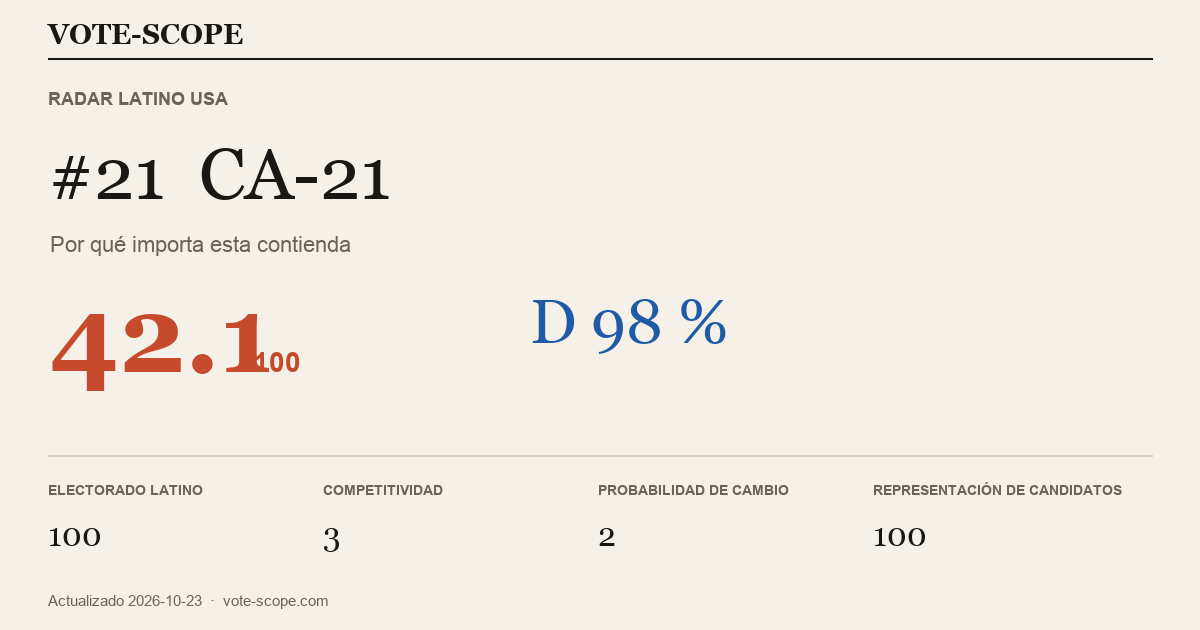 VOTE-SCOPE
RADAR LATINO USA
#21 CA-21
Por qué importa esta contienda
42.1 100
D 98 %
ELECTORADO LATINO COMPETITIVIDAD PROBABILIDAD DE CAMBIO REPRESENTACIÓN DE CANDIDATOS
100 3 2 100
Actualizado 2026-10-23 · vote-scope.com